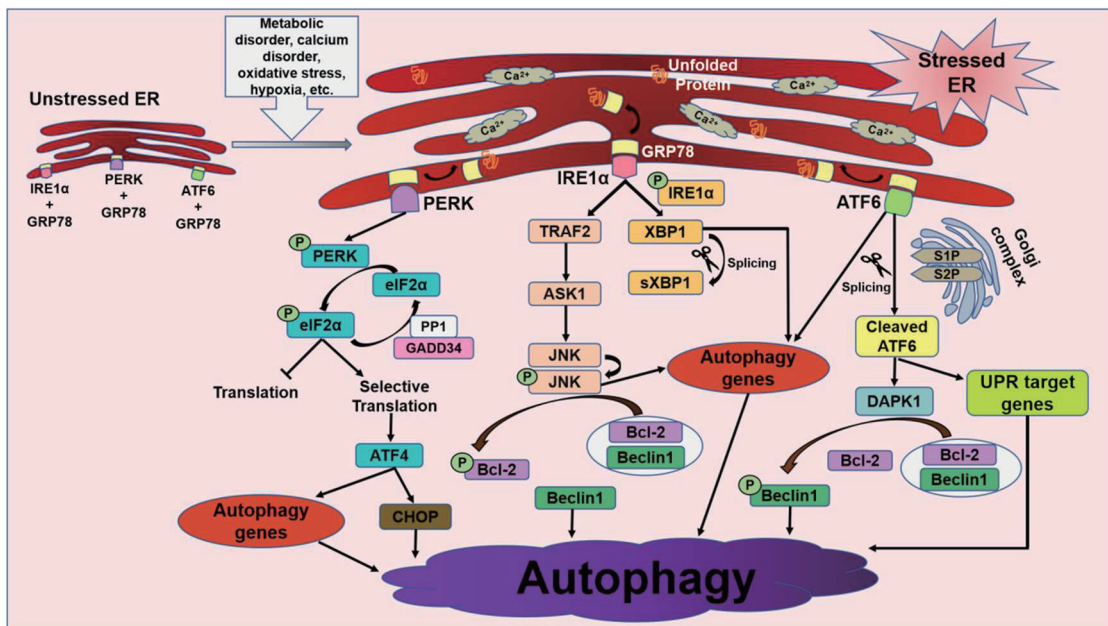 Metabolic
disorder, calcium
disorder,
oxidative stress,
hypoxia, etc.
Unstressed ER
IRE1α
+
GRP78
PERK
+
GRP78
ATF6
+
GRP78
Ca²⁺
Ca²⁺
Ca²⁺
Ca²⁺
Ca²⁺
Unfolded
Protein
Stressed
ER
GRP78
PERK
IRE1α
ATF6
P
IRE1α
P
PERK
eIF2α
P
eIF2α
PP1
GADD34
Translation
Selective
Translation
ATF4
Autophagy
genes
CHOP
TRAF2
ASK1
JNK
P
JNK
XBP1
Splicing
sXBP1
Autophagy
genes
P
Bcl-2
Bcl-2
Beclin1
Beclin1
Splicing
S1P
S2P
Golgi
complex
Cleaved
ATF6
DAPK1
UPR target
genes
Bcl-2
Bcl-2
Beclin1
P
Beclin1
Autophagy